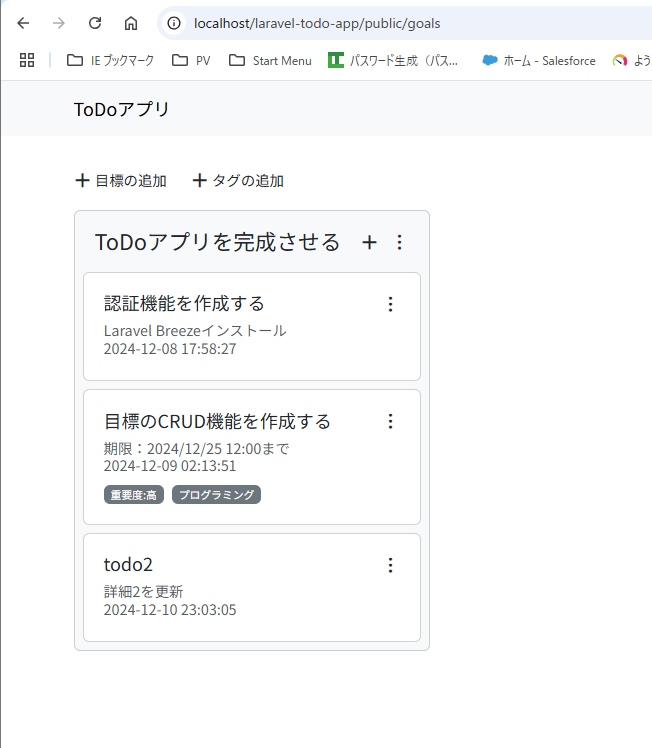 localhost/laravel-todo-app/public/goals
IE ブックマーク PV Start Menu パスワード生成（パス... ホーム - Salesforce よう
ToDoアプリ
目標の追加 タグの追加
ToDoアプリを完成させる
認証機能を作成する
Laravel Breezeインストール
2024-12-08 17:58:27
目標のCRUD機能を作成する
期限：2024/12/25 12:00まで
2024-12-09 02:13:51
重要度:高 プログラミング
todo2
詳細2を更新
2024-12-10 23:03:05